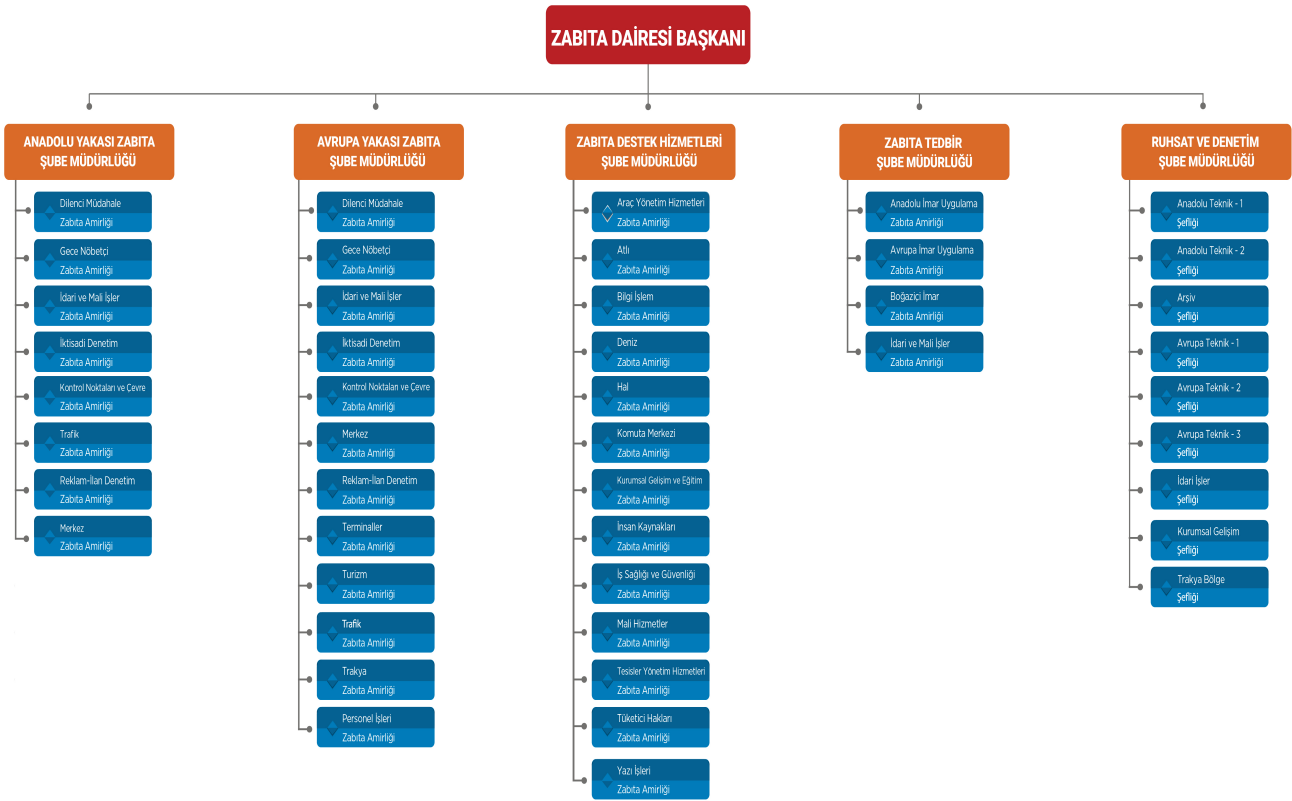 ZABITA DAİRESİ BAŞKANI
ANADOLU YAKASI ZABITA
ŞUBE MÜDÜRLÜĞÜ
Dilenci Müdahale
Zabıta Amirliği
Gece Nöbetçi
Zabıta Amirliği
İdari ve Mali İşler
Zabıta Amirliği
İktisadi Denetim
Zabıta Amirliği
Kontrol Noktaları ve Çevre
Zabıta Amirliği
Trafik
Zabıta Amirliği
Reklam-İlan Denetim
Zabıta Amirliği
Merkez
Zabıta Amirliği
AVRUPA YAKASI ZABITA
ŞUBE MÜDÜRLÜĞÜ
Dilenci Müdahale
Zabıta Amirliği
Gece Nöbetçi
Zabıta Amirliği
İdari ve Mali İşler
Zabıta Amirliği
İktisadi Denetim
Zabıta Amirliği
Kontrol Noktaları ve Çevre
Zabıta Amirliği
Merkez
Zabıta Amirliği
Reklam-İlan Denetim
Zabıta Amirliği
Terminaller
Zabıta Amirliği
Turizm
Zabıta Amirliği
Trafik
Zabıta Amirliği
Trakya
Zabıta Amirliği
Personel İşleri
Zabıta Amirliği
ZABITA DESTEK HİZMETLERİ
ŞUBE MÜDÜRLÜĞÜ
Araç Yönetim Hizmetleri
Zabıta Amirliği
Atlı
Zabıta Amirliği
Bilgi İşlem
Zabıta Amirliği
Deniz
Zabıta Amirliği
Hal
Zabıta Amirliği
Komuta Merkezi
Zabıta Amirliği
Kurumsal Gelişim ve Eğitim
Zabıta Amirliği
İnsan Kaynakları
Zabıta Amirliği
İş Sağlığı ve Güvenliği
Zabıta Amirliği
Mali Hizmetler
Zabıta Amirliği
Tesisler Yönetim Hizmetleri
Zabıta Amirliği
Tüketici Hakları
Zabıta Amirliği
Yazı İşleri
Zabıta Amirliği
ZABITA TEDBİR
ŞUBE MÜDÜRLÜĞÜ
Anadolu İmar Uygulama
Zabıta Amirliği
Avrupa İmar Uygulama
Zabıta Amirliği
Boğaziçi İmar
Zabıta Amirliği
İdari ve Mali İşler
Zabıta Amirliği
RUHSAT VE DENETİM
ŞUBE MÜDÜRLÜĞÜ
Anadolu Teknik - 1
Şefliği
Anadolu Teknik - 2
Şefliği
Arşiv
Şefliği
Avrupa Teknik - 1
Şefliği
Avrupa Teknik - 2
Şefliği
Avrupa Teknik - 3
Şefliği
İdari İşler
Şefliği
Kurumsal Gelişim
Şefliği
Trakya Bölge
Şefliği